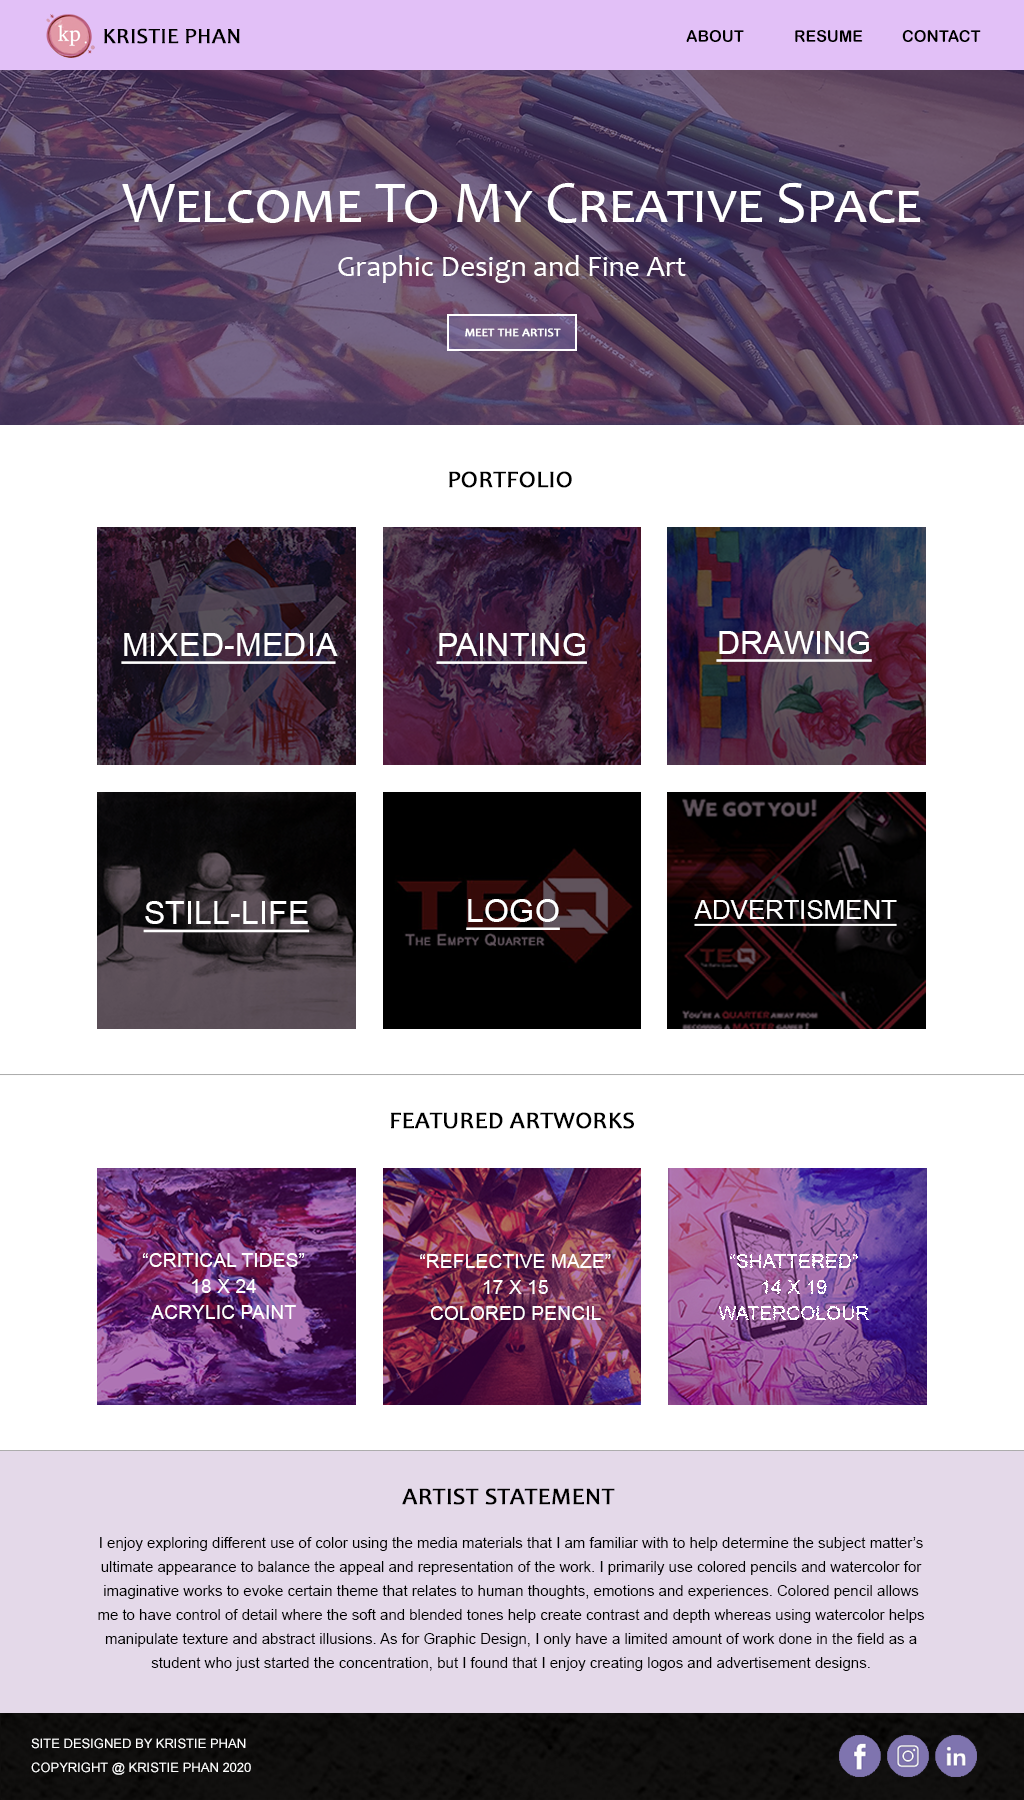 kp
KRISTIE PHAN
ABOUT
RESUME
CONTACT
WELCOME TO MY CREATIVE SPACE
Graphic Design and Fine Art
MEET THE ARTIST
PORTFOLIO
MIXED-MEDIA
PAINTING
DRAWING
STILL-LIFE
TEQ
LOGO
THE EMPTY QUARTER
WE GOT YOU!
ADVERTISMENT
TEQ
THE EMPTY QUARTER
YOU'RE A QUARTER AWAY FROM
BECOMING A MASTER GAMER!
FEATURED ARTWORKS
“CRITICAL TIDES”
18 X 24
ACRYLIC PAINT
“REFLECTIVE MAZE”
17 X 15
COLORED PENCIL
“SHATTERED”
14 X 19
WATERCOLOUR
ARTIST STATEMENT
I enjoy exploring different use of color using the media materials that I am familiar with to help determine the subject matter’s
ultimate appearance to balance the appeal and representation of the work. I primarily use colored pencils and watercolor for
imaginative works to evoke certain theme that relates to human thoughts, emotions and experiences. Colored pencil allows
me to have control of detail where the soft and blended tones help create contrast and depth whereas using watercolor helps
manipulate texture and abstract illusions. As for Graphic Design, I only have a limited amount of work done in the field as a
student who just started the concentration, but I found that I enjoy creating logos and advertisement designs.
SITE DESIGNED BY KRISTIE PHAN
COPYRIGHT @ KRISTIE PHAN 2020
f
in